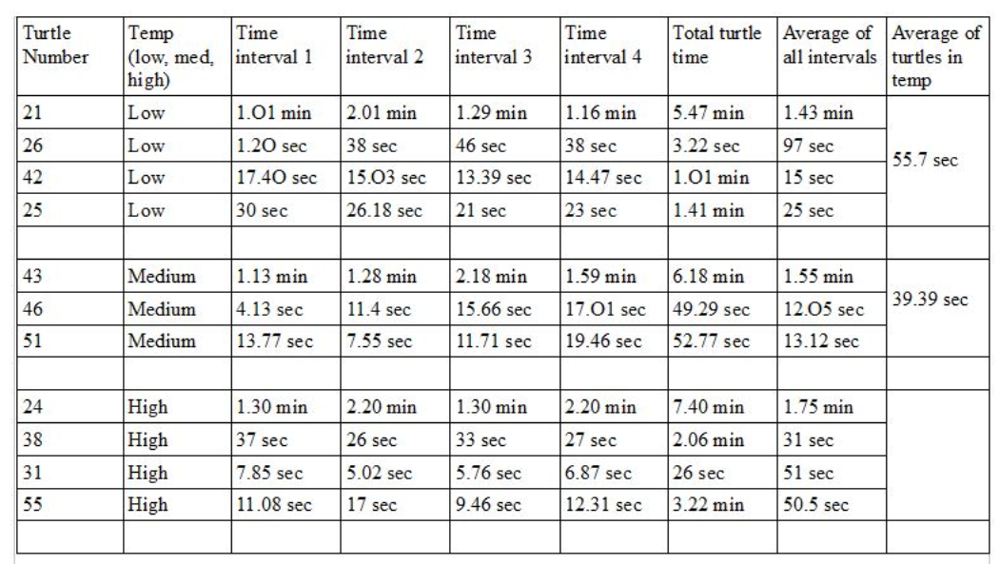 Turtle Number Temp (low, med, high) Time interval 1 Time interval 2 Time interval 3 Time interval 4 Total turtle time Average of all intervals Average of turtles in temp
21 Low 1.O1 min 2.01 min 1.29 min 1.16 min 5.47 min 1.43 min
26 Low 1.2O sec 38 sec 46 sec 38 sec 3.22 sec 97 sec
55.7 sec
42 Low 17.4O sec 15.O3 sec 13.39 sec 14.47 sec 1.O1 min 15 sec
25 Low 30 sec 26.18 sec 21 sec 23 sec 1.41 min 25 sec
43 Medium 1.13 min 1.28 min 2.18 min 1.59 min 6.18 min 1.55 min
46 Medium 4.13 sec 11.4 sec 15.66 sec 17.O1 sec 49.29 sec 12.O5 sec 39.39 sec
51 Medium 13.77 sec 7.55 sec 11.71 sec 19.46 sec 52.77 sec 13.12 sec
24 High 1.30 min 2.20 min 1.30 min 2.20 min 7.40 min 1.75 min
38 High 37 sec 26 sec 33 sec 27 sec 2.06 min 31 sec
31 High 7.85 sec 5.02 sec 5.76 sec 6.87 sec 26 sec 51 sec
55 High 11.08 sec 17 sec 9.46 sec 12.31 sec 3.22 min 50.5 sec